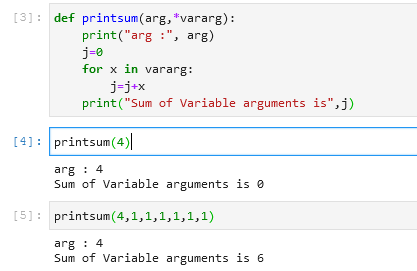 [3]: def printsum(arg,*vararg):
print("arg :", arg)
j=0
for x in vararg:
j=j+x
print("Sum of Variable arguments is",j)
[4]: printsum(4)
arg : 4
Sum of Variable arguments is 0
[5]: printsum(4,1,1,1,1,1,1)
arg : 4
Sum of Variable arguments is 6